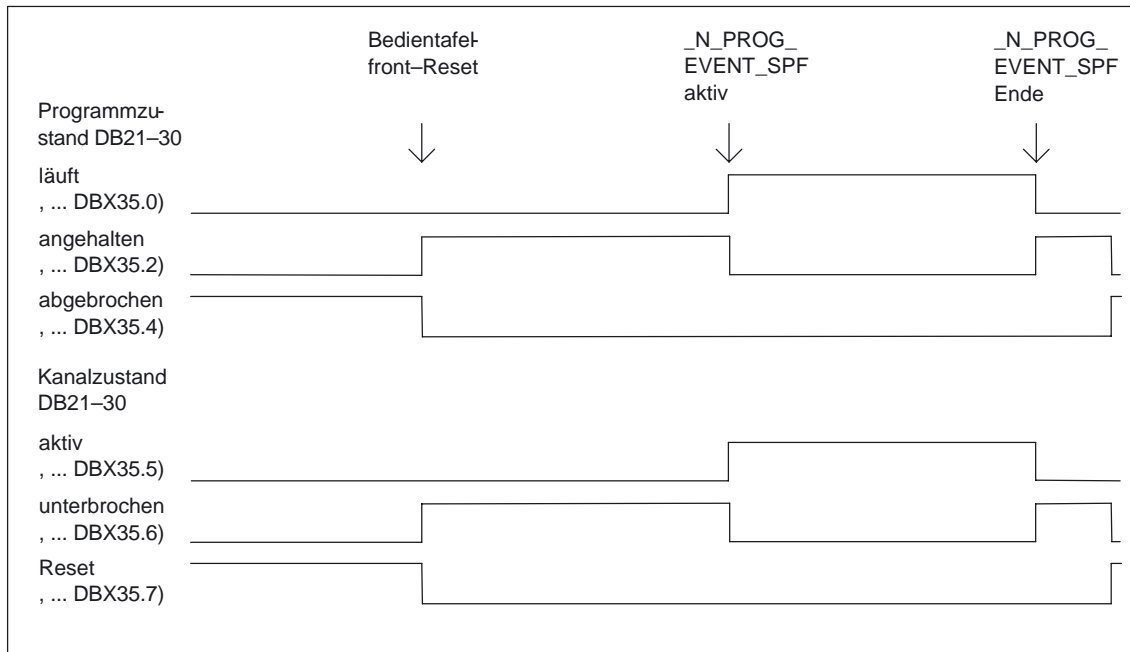 Bedientafel-
front–Reset
_N_PROG_
EVENT_SPF
aktiv
_N_PROG_
EVENT_SPF
Ende
Programmzu-
stand DB21–30
läuft
, ... DBX35.0)
angehalten
, ... DBX35.2)
abgebrochen
, ... DBX35.4)
Kanalzustand
DB21–30
aktiv
, ... DBX35.5)
unterbrochen
, ... DBX35.6)
Reset
, ... DBX35.7)